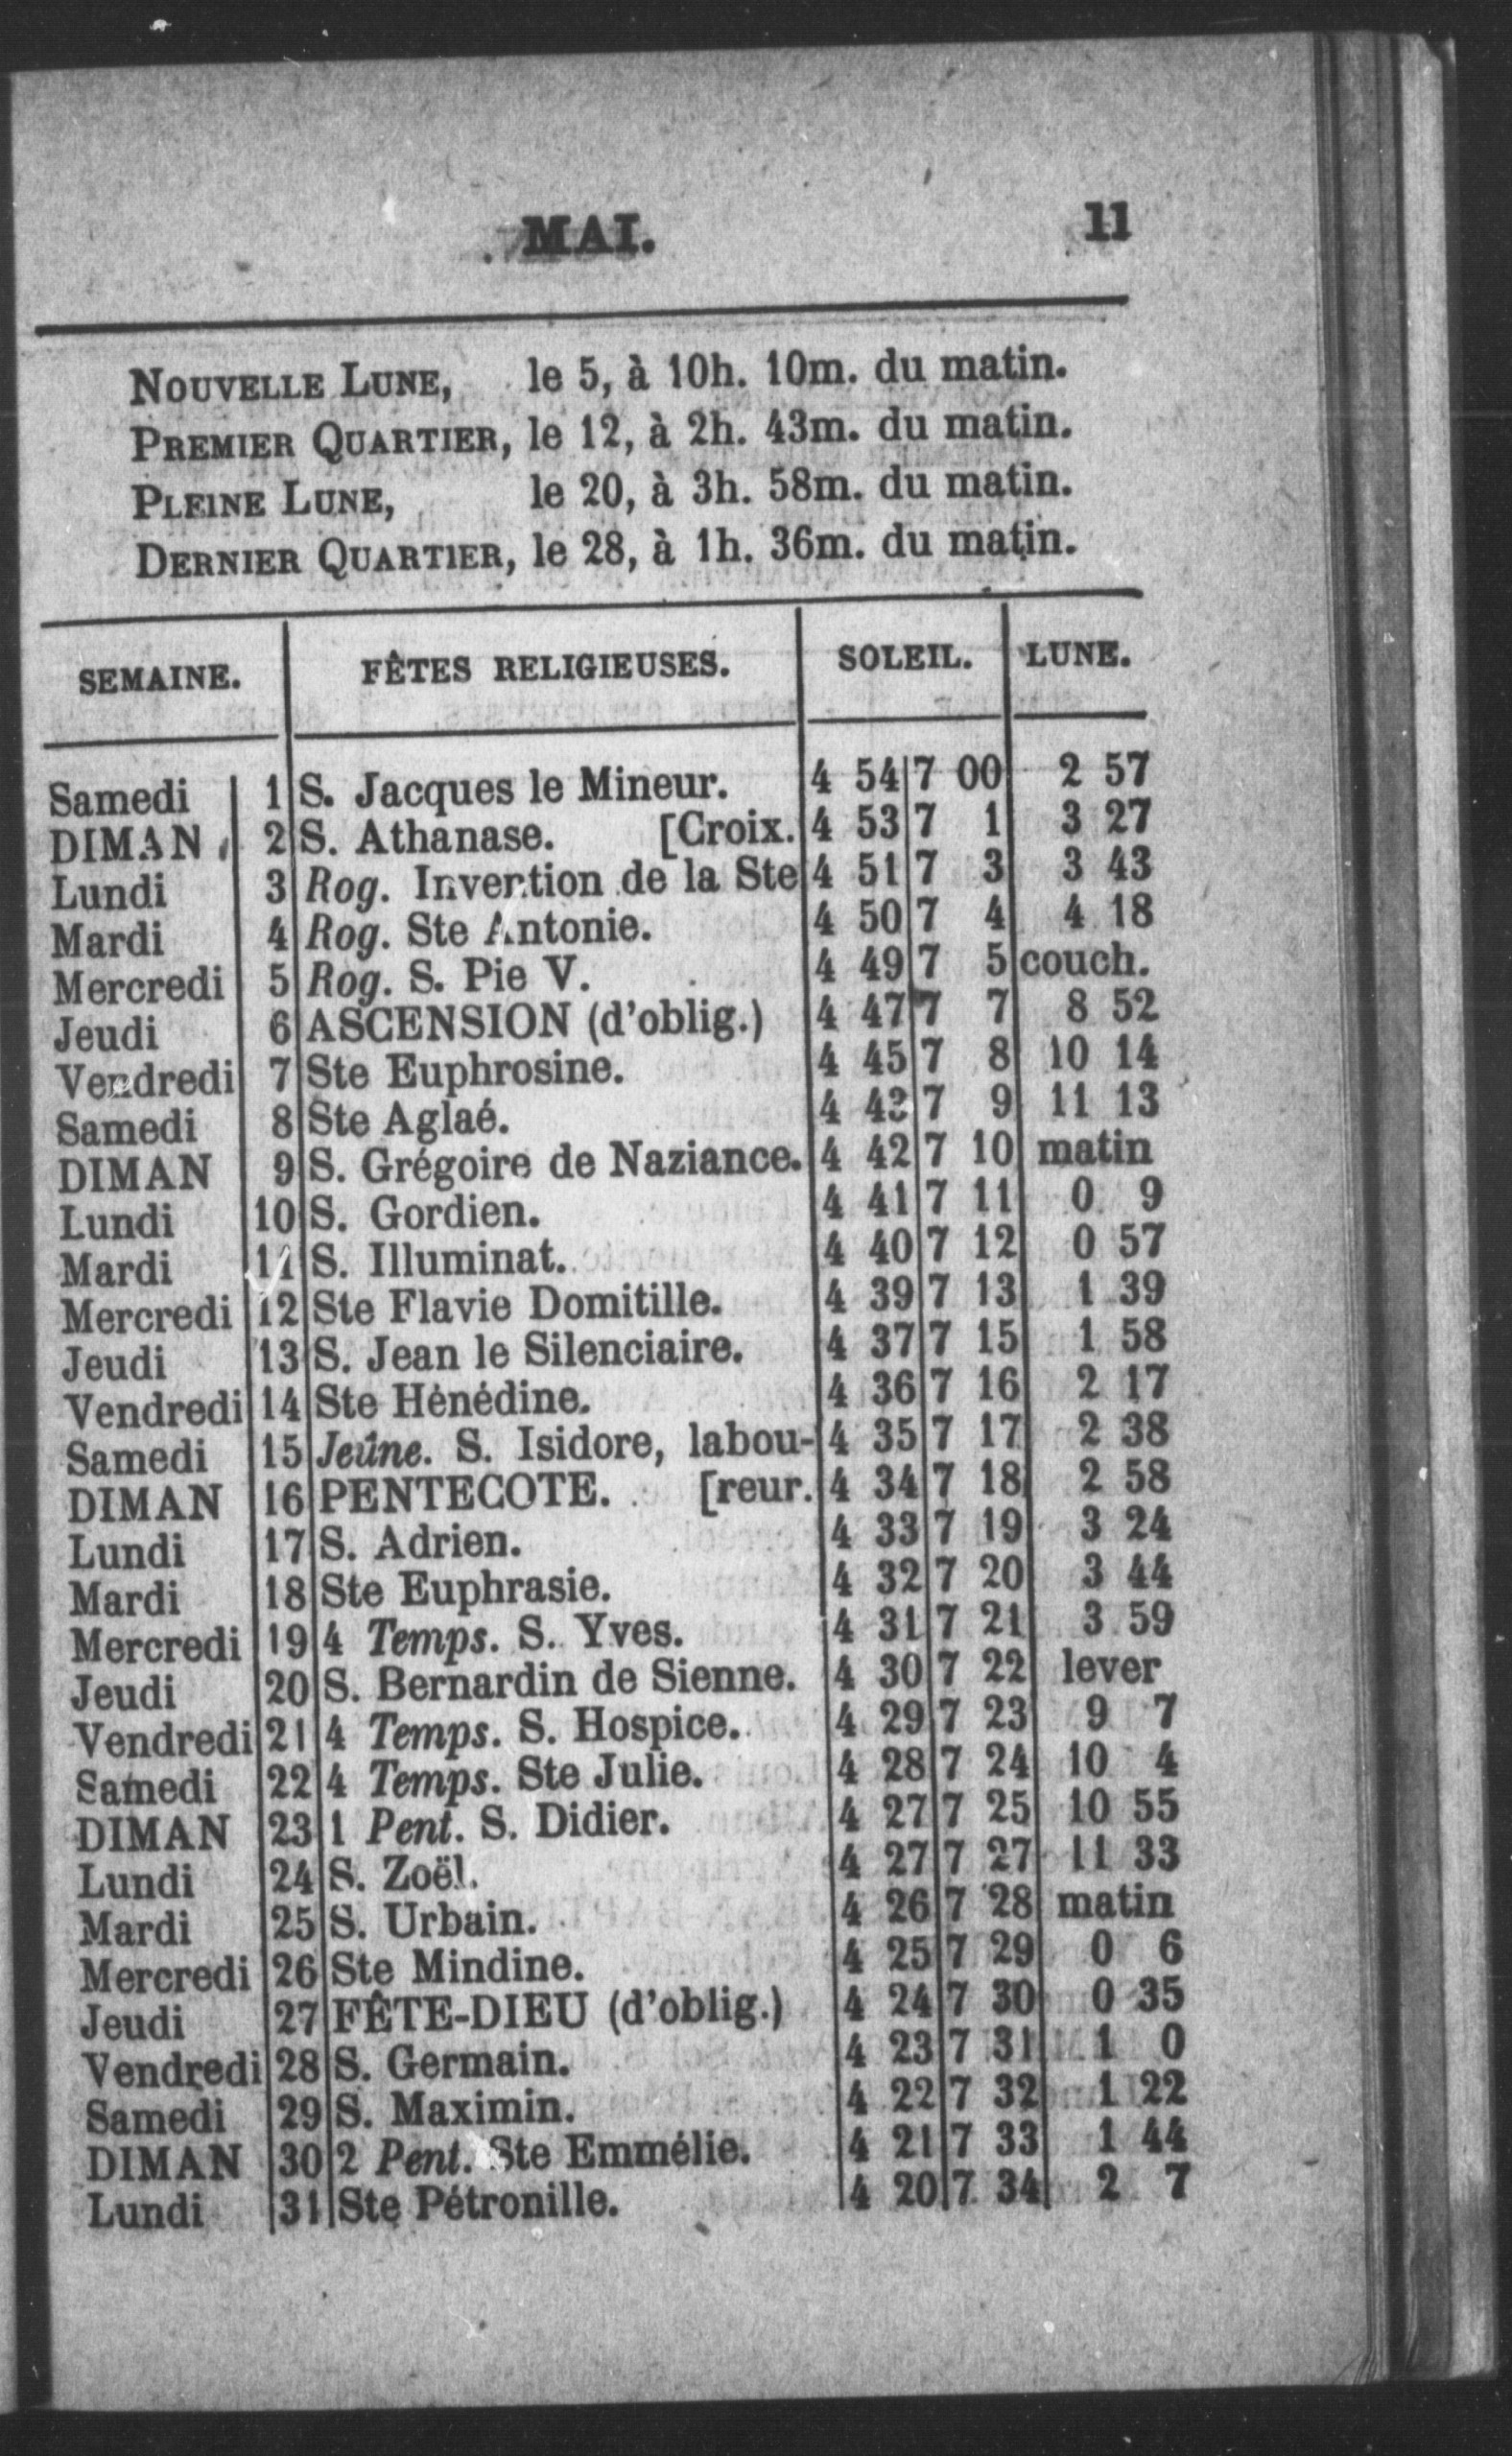 MAI. 11
NOUVELLE LUNE, le 5, à 10h. 10m. du matin.
PREMIER QUARTIER, le 12, à 2h. 43m. du matin.
PLEINE LUNE, le 20, à 3h. 58m. du matin.
DERNIER QUARTIER, le 28, à 1h. 36m. du matin.
SEMAINE. FÊTES RELIGIEUSES. SOLEIL. LUNE.
Samedi 1 S. Jacques le Mineur. 4 54 7 00 2 57
DIMAN 2 S. Athanase. [Croix. 4 53 7 1 3 27
Lundi 3 Rog. Invention de la Ste 4 51 7 3 3 43
Mardi 4 Rog. Ste Antonie. 4 50 7 4 4 18
Mercredi 5 Rog. S. Pie V. 4 49 7 5 couch.
Jeudi 6 ASCENSION (d'oblig.) 4 47 7 7 8 52
Vendredi 7 Ste Euphrosine. 4 45 7 8 10 14
Samedi 8 Ste Aglaé. 4 43 7 9 11 13
DIMAN 9 S. Grégoire de Naziance. 4 42 7 10 matin
Lundi 10 S. Gordien. 4 41 7 11 0 9
Mardi 11 S. Illuminat. 4 40 7 12 0 57
Mercredi 12 Ste Flavie Domitille. 4 39 7 13 1 39
Jeudi 13 S. Jean le Silenciaire. 4 37 7 15 1 58
Vendredi 14 Ste Hénédine. 4 36 7 16 2 17
Samedi 15 Jeûne. S. Isidore, labou- 4 35 7 17 2 38
DIMAN 16 PENTECOTE. [reur. 4 34 7 18 2 58
Lundi 17 S. Adrien. 4 33 7 19 3 24
Mardi 18 Ste Euphrasie. 4 32 7 20 3 44
Mercredi 19 4 Temps. S. Yves. 4 31 7 21 3 59
Jeudi 20 S. Bernardin de Sienne. 4 30 7 22 lever
Vendredi 21 4 Temps. S. Hospice. 4 29 7 23 9 7
Samedi 22 4 Temps. Ste Julie. 4 28 7 24 10 4
DIMAN 23 1 Pent. S. Didier. 4 27 7 25 10 55
Lundi 24 S. Zoël. 4 27 7 27 11 33
Mardi 25 S. Urbain. 4 26 7 28 matin
Mercredi 26 Ste Mindine. 4 25 7 29 0 6
Jeudi 27 FÊTE-DIEU (d'oblig.) 4 24 7 30 0 35
Vendredi 28 S. Germain. 4 23 7 31 1 0
Samedi 29 S. Maximin. 4 22 7 32 1 22
DIMAN 30 2 Pent. Ste Emmélie. 4 21 7 33 1 44
Lundi 31 Ste Pétronille. 4 20 7 34 2 7